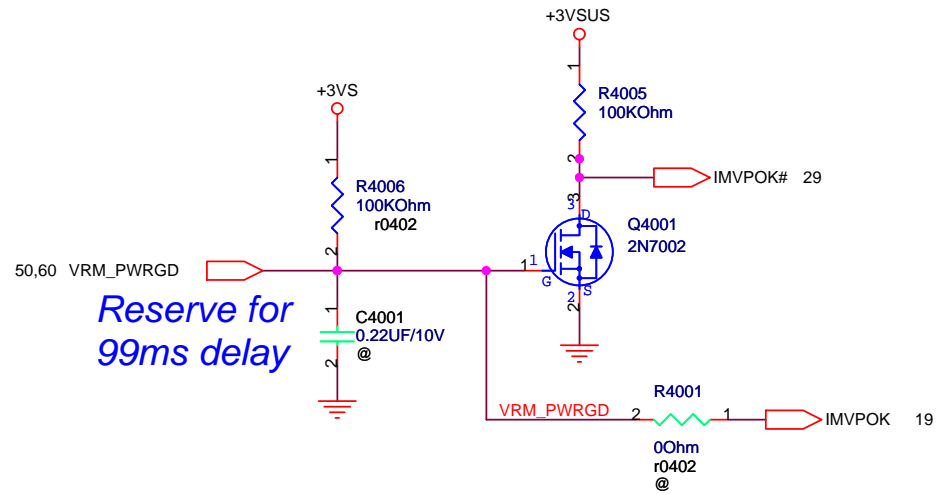 +3VSUS
1
R4005
100KOhm
2
+3VS
1
R4006
100KOhm
r0402
2
IMVPOK# 29
3
3
D
Q4001
2N7002
1
1
G
2
S
2
50,60 VRM_PWRGD
Reserve for
99ms delay
1
C4001
0.22UF/10V
@
2
R4001
VRM_PWRGD
2
1
IMVPOK 19
0Ohm
r0402
@